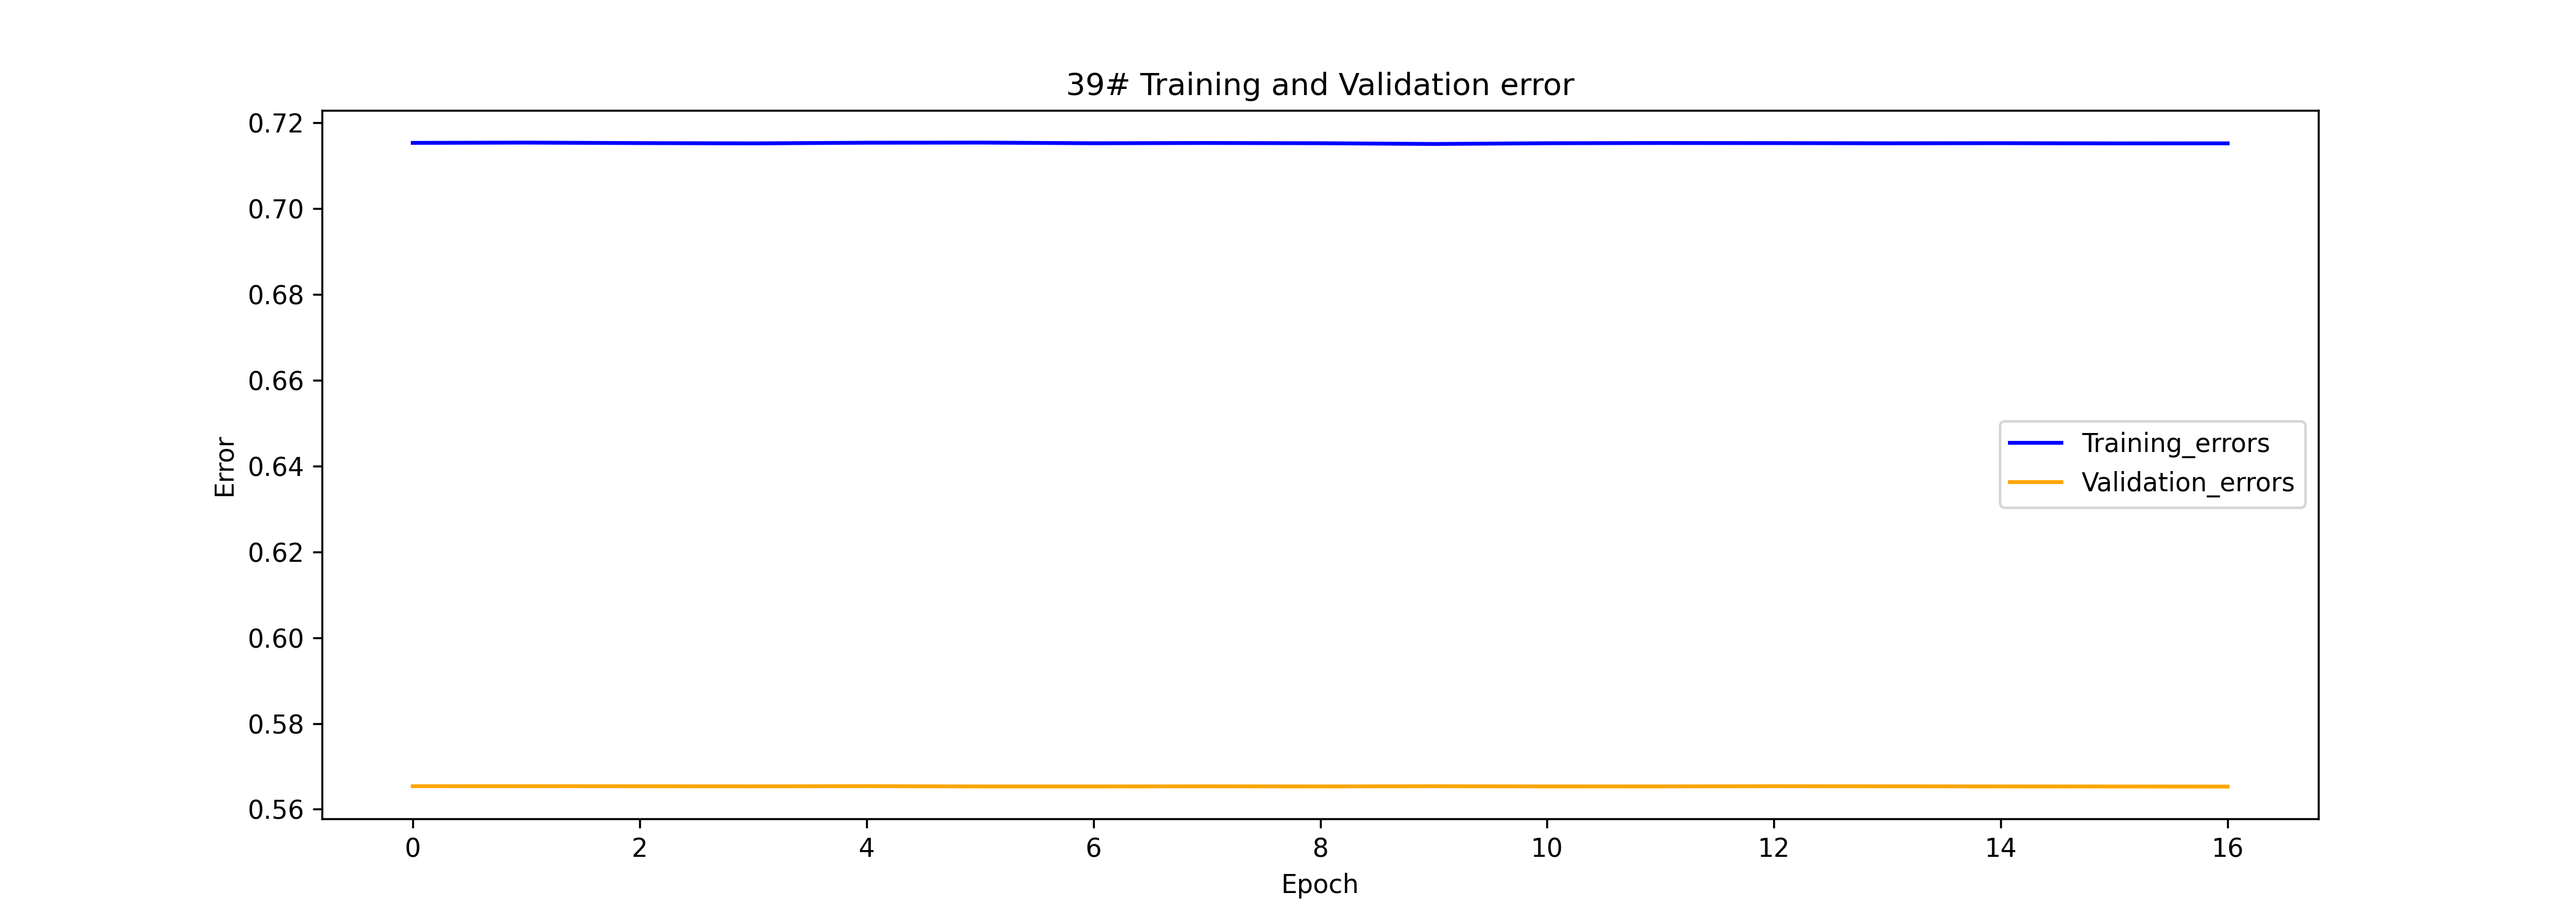 39# Training and Validation error
0.72
0.70
0.68
0.66
0.64
0.62
0.60
0.58
0.56
Error
Training_errors
Validation_errors
0 2 4 6 8 10 12 14 16
Epoch